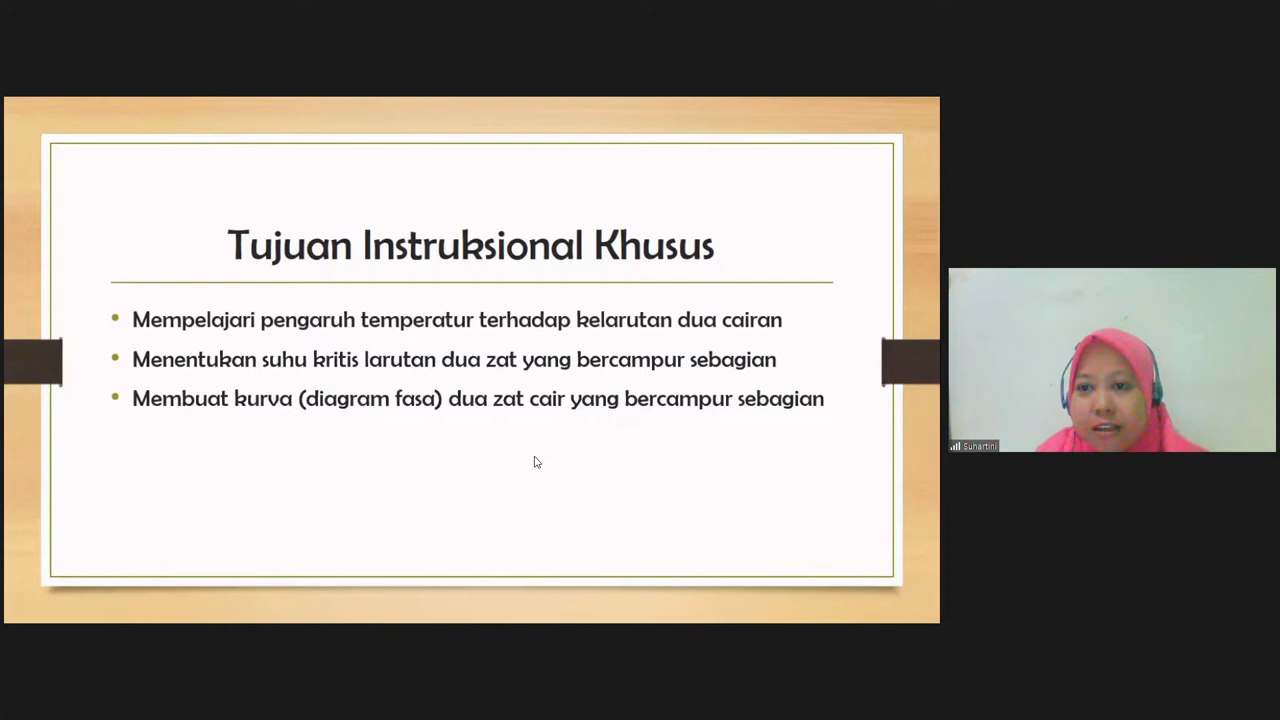 Tujuan Instruksional Khusus
• Mempelajari pengaruh temperatur terhadap kelarutan dua cairan
• Menentukan suhu kritis larutan dua zat yang bercampur sebagian
• Membuat kurva (diagram fasa) dua zat cair yang bercampur sebagian
Suhartini